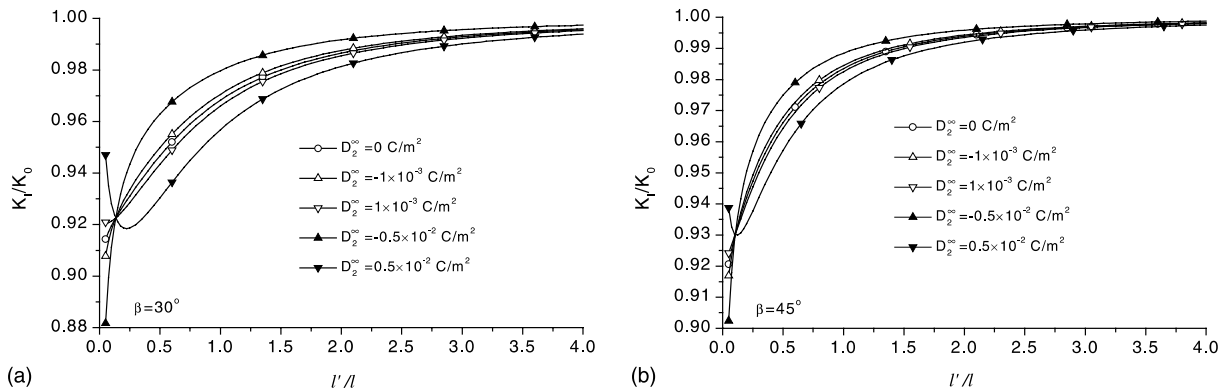 1.00
0.98
0.96
0.94
0.92
0.90
0.88
K_I/K_0
D_2^∞=0 C/m^2
D_2^∞=-1×10^-3 C/m^2
D_2^∞=1×10^-3 C/m^2
D_2^∞=-0.5×10^-2 C/m^2
D_2^∞=0.5×10^-2 C/m^2
β=30°
0.0 0.5 1.0 1.5 2.0 2.5 3.0 3.5 4.0
(a)
l'/l
1.00
0.99
0.98
0.97
0.96
0.95
0.94
0.93
0.92
0.91
0.90
K_I/K_0
D_2^∞=0 C/m^2
D_2^∞=-1×10^-3 C/m^2
D_2^∞=1×10^-3 C/m^2
D_2^∞=-0.5×10^-2 C/m^2
D_2^∞=0.5×10^-2 C/m^2
β=45°
0.0 0.5 1.0 1.5 2.0 2.5 3.0 3.5 4.0
(b)
l'/l